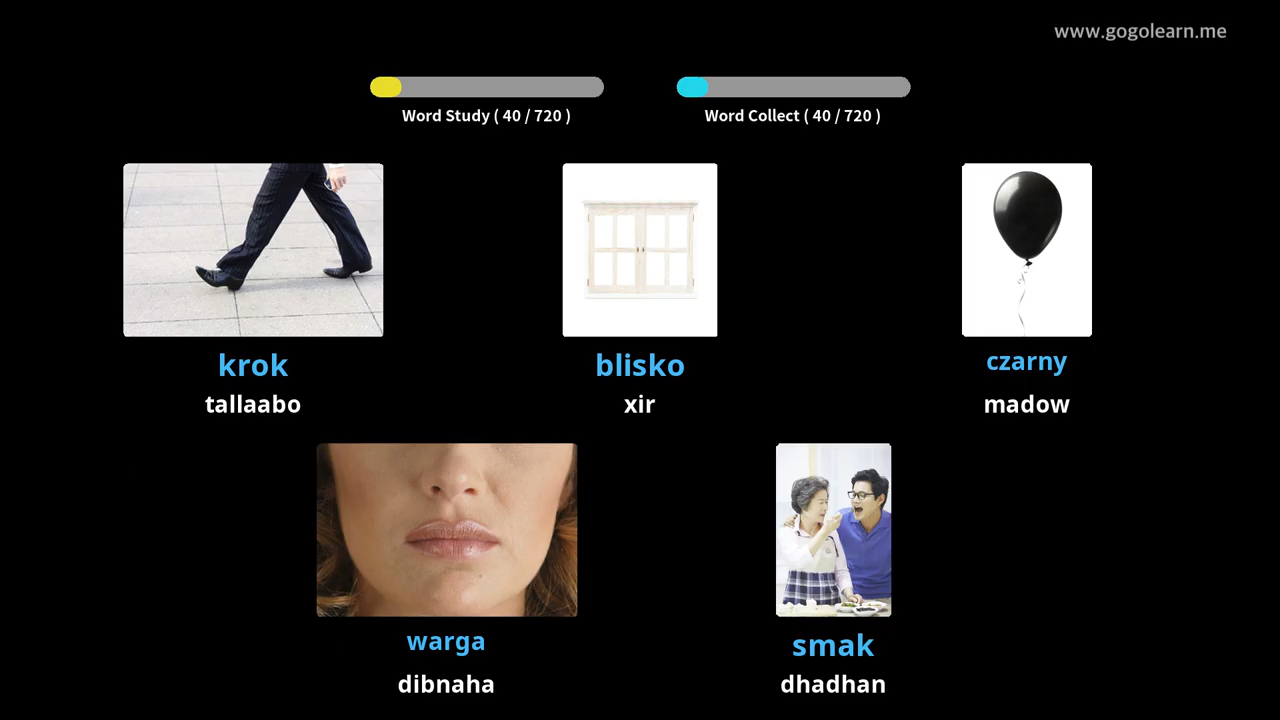 www.gogolearn.me
Word Study ( 40 / 720 )
Word Collect ( 40 / 720 )
krok
tallaabo
blisko
xir
czarny
madow
warga
dibnaha
smak
dhadhan